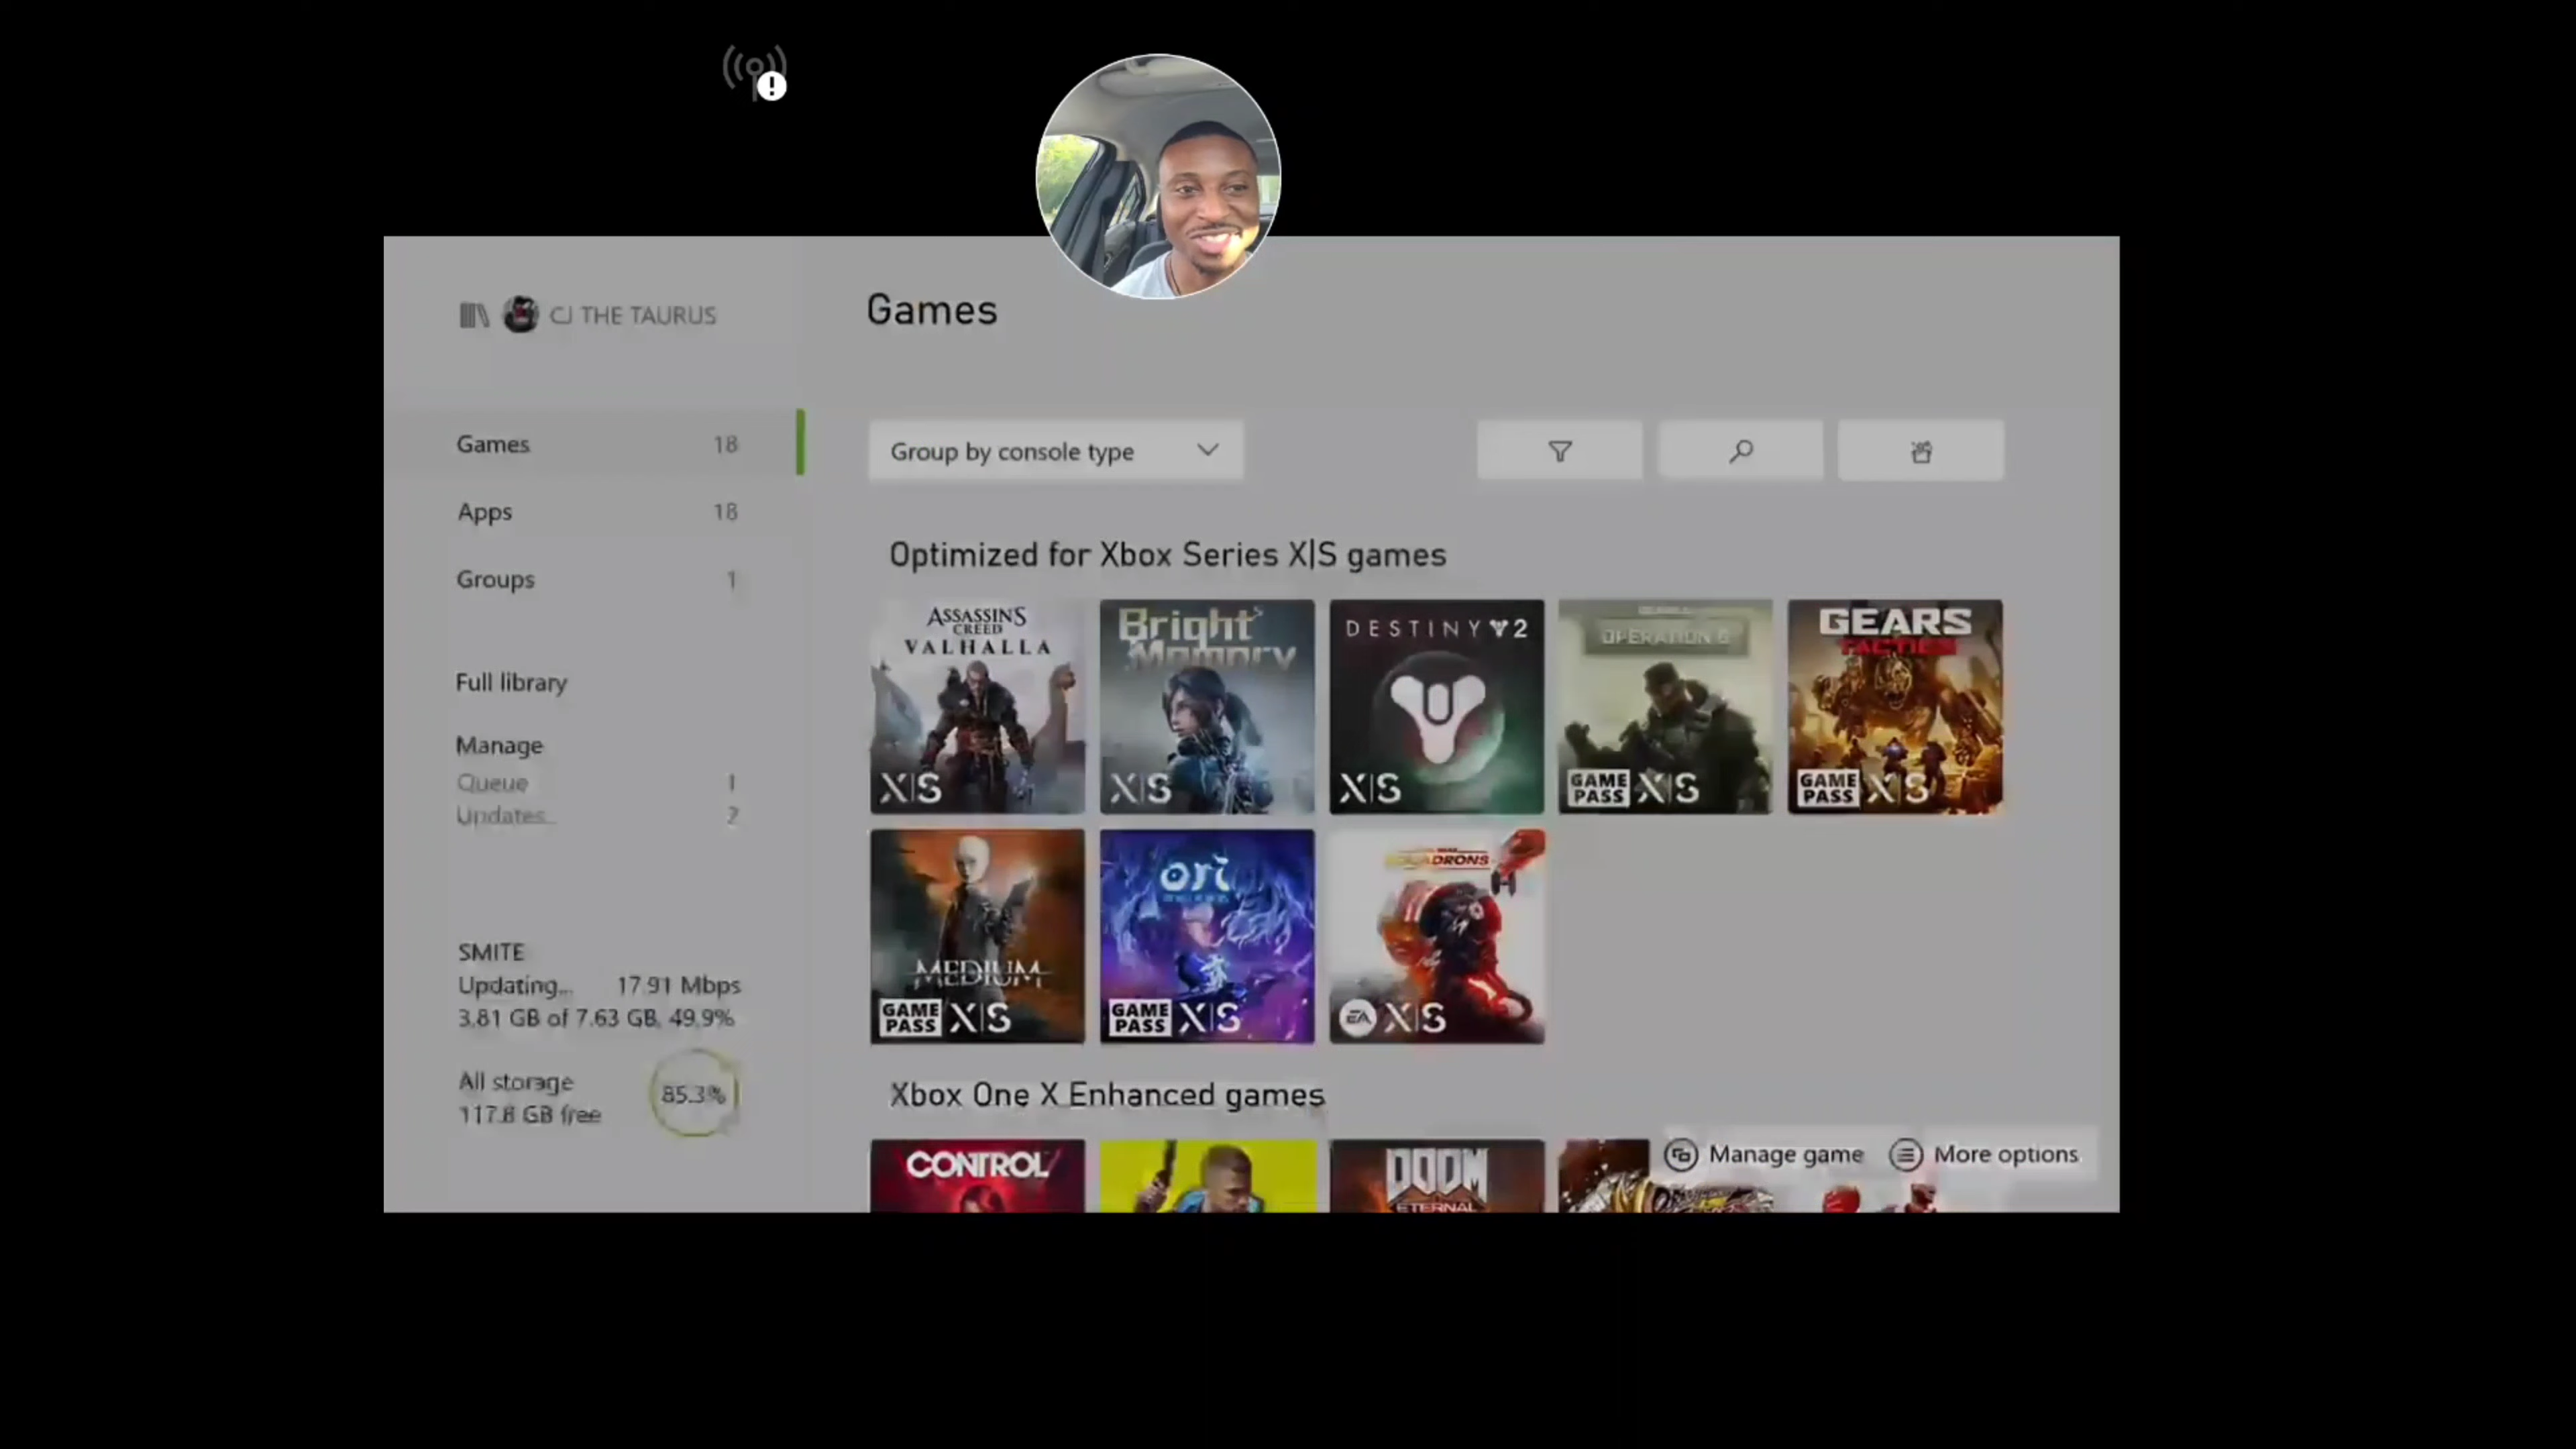 CJ THE TAURUS
Games
Games 18
Apps 18
Groups 1
Full library
Manage
Queue 1
Updates... 2
SMITE
Updating... 17.91 Mbps
3.81 GB of 7.63 GB, 49.9%
All storage
117.8 GB free
85.3%
Group by console type
Optimized for Xbox Series X|S games
ASSASSIN'S
CREED
VALHALLA
X|S
Bright
Memory
X|S
DESTINY 2
X|S
OPERATION
GAME
PASS X|S
GEARS
TACTICS
GAME
PASS X|S
MEDIUM
GAME
PASS X|S
ori
GAME
PASS X|S
SQUADRONS
EA X|S
Xbox One X Enhanced games
CONTROL
DOOM
ETERNAL
Manage game
More options